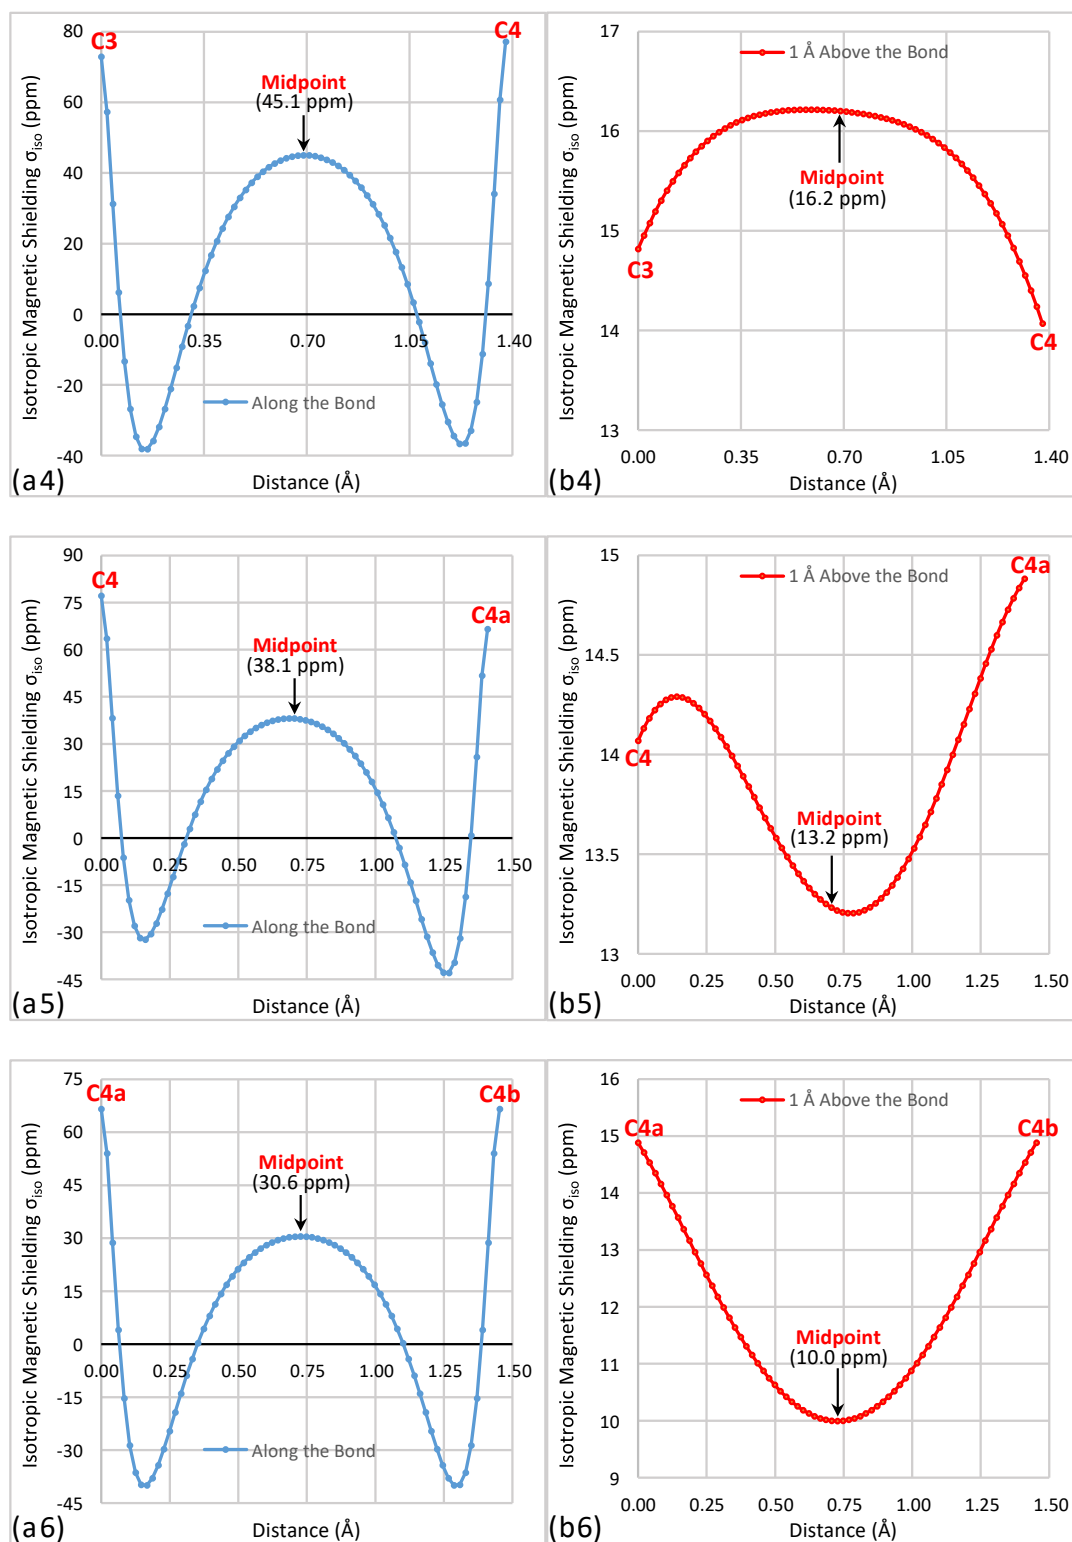 Isotropic Magnetic Shielding σiso (ppm)
80
60
40
20
0
-20
-40
C3
C4
Midpoint
(45.1 ppm)
0.00 0.35 0.70 1.05 1.40
Along the Bond
Distance (Å)
(a4)
Isotropic Magnetic Shielding σiso (ppm)
17
16
15
14
13
1 Å Above the Bond
Midpoint
(16.2 ppm)
C3
C4
0.00 0.35 0.70 1.05 1.40
Distance (Å)
(b4)
Isotropic Magnetic Shielding σiso (ppm)
90
75
60
45
30
15
0
-15
-30
-45
C4
C4a
Midpoint
(38.1 ppm)
0.00 0.25 0.50 0.75 1.00 1.25 1.50
Along the Bond
Distance (Å)
(a5)
Isotropic Magnetic Shielding σiso (ppm)
15
14.5
14
13.5
13
1 Å Above the Bond
C4a
C4
Midpoint
(13.2 ppm)
0.00 0.25 0.50 0.75 1.00 1.25 1.50
Distance (Å)
(b5)
Isotropic Magnetic Shielding σiso (ppm)
75
60
45
30
15
0
-15
-30
-45
C4a
C4b
Midpoint
(30.6 ppm)
0.00 0.25 0.50 0.75 1.00 1.25 1.50
Along the Bond
Distance (Å)
(a6)
Isotropic Magnetic Shielding σiso (ppm)
16
15
14
13
12
11
10
9
1 Å Above the Bond
C4a
C4b
Midpoint
(10.0 ppm)
0.00 0.25 0.50 0.75 1.00 1.25 1.50
Distance (Å)
(b6)